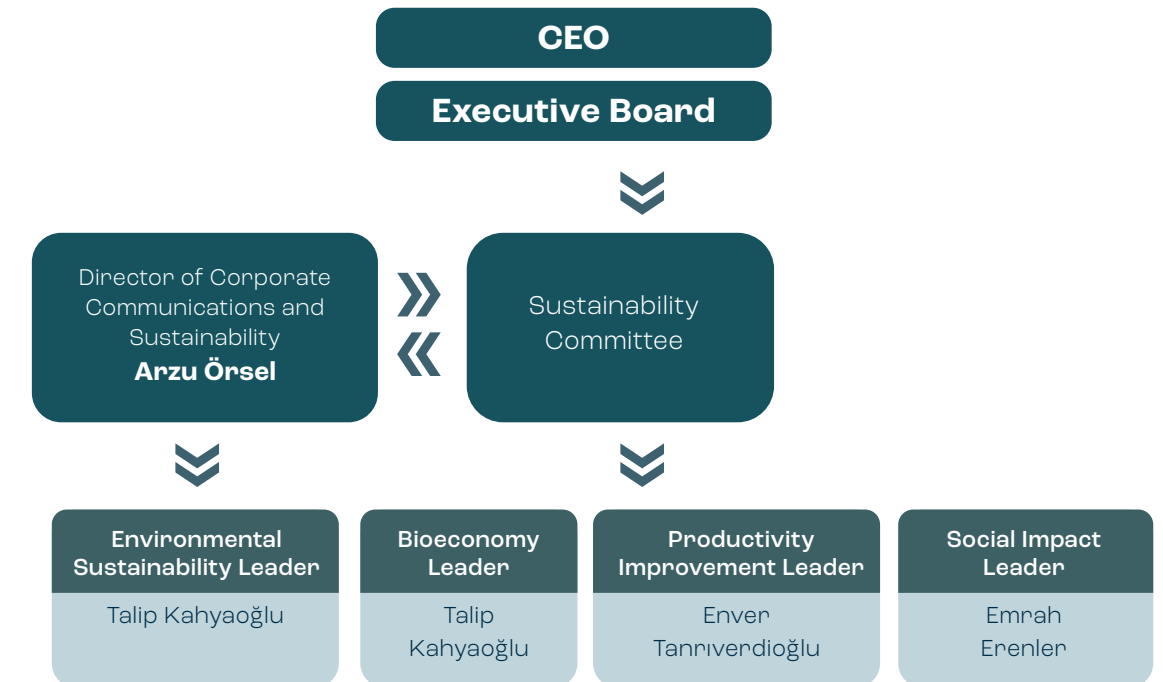 CEO
Executive Board
Director of Corporate
Communications and
Sustainability
Arzu Örsel
Sustainability
Committee
Environmental
Sustainability Leader
Talip Kahyaoğlu
Bioeconomy
Leader
Talip
Kahyaoğlu
Productivity
Improvement Leader
Enver
Tanrıverdioğlu
Social Impact
Leader
Emrah
Erenler